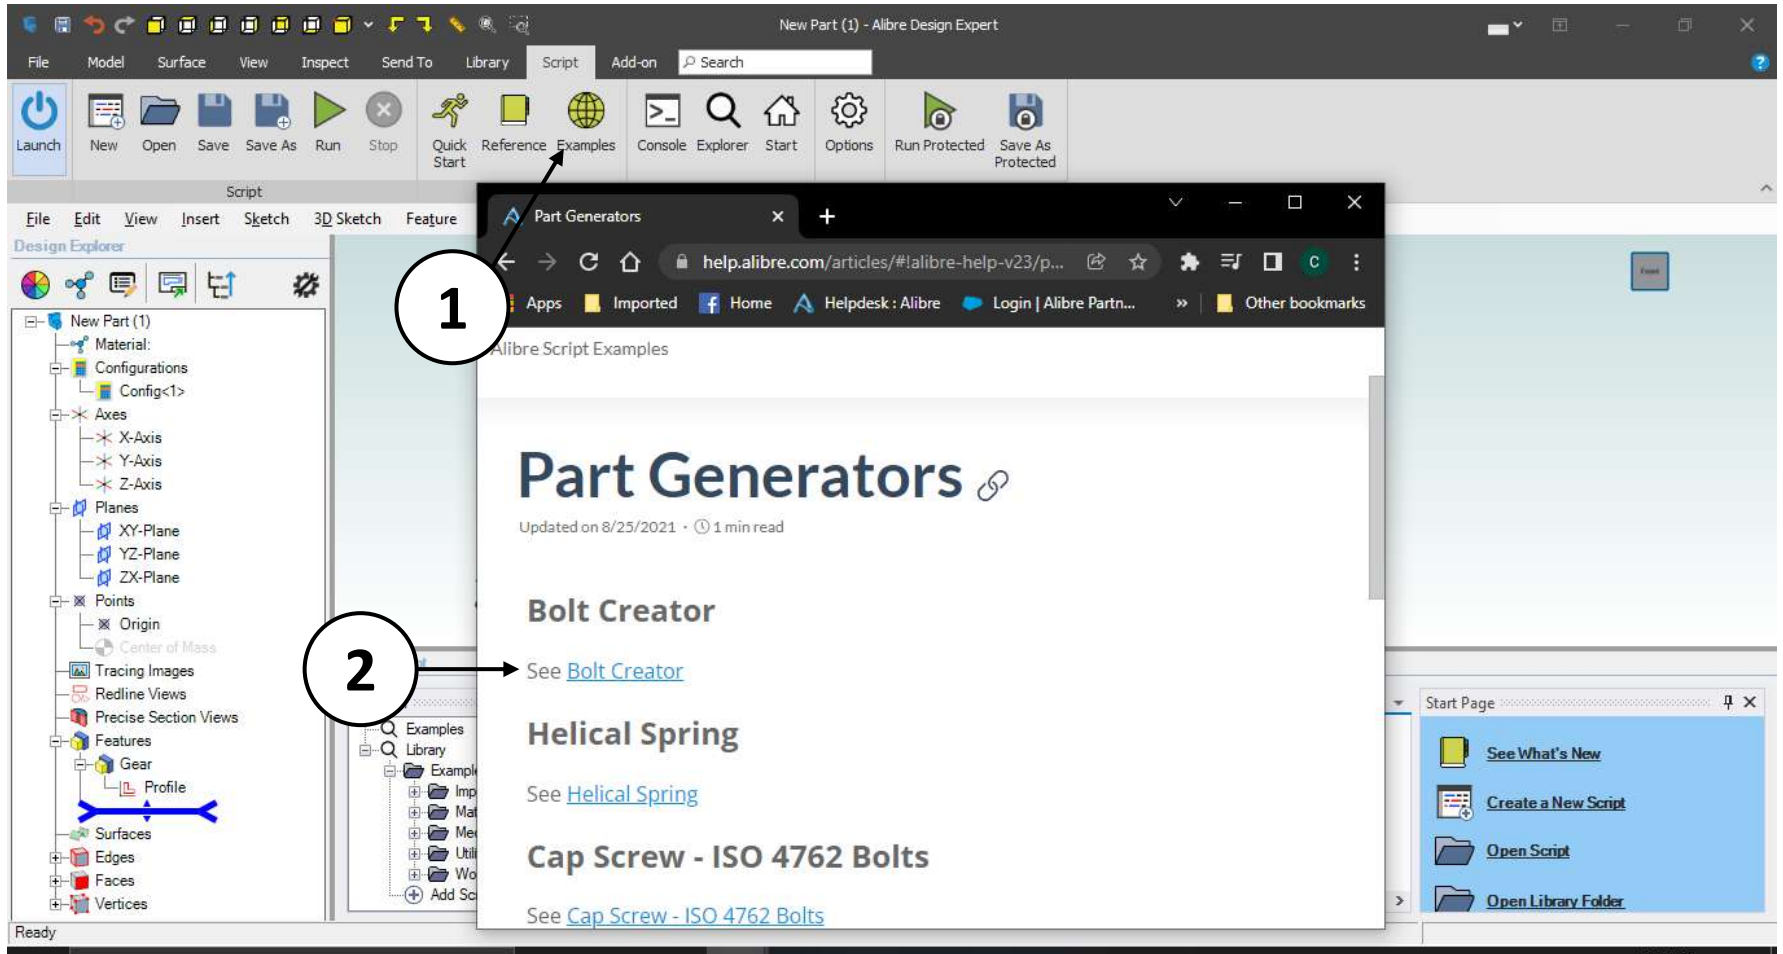 New Part (1) - Alibre Design Expert
File Model Surface View Inspect Send To Library Script Add-on Search
Launch New Open Save Save As Run Stop Quick Start Reference Examples Console Explorer Start Options Run Protected Save As Protected
Script
File Edit View Insert Sketch 3D Sketch Feature
Design Explorer
New Part (1)
Material:
Configurations
Config<1>
Axes
X-Axis
Y-Axis
Z-Axis
Planes
XY-Plane
YZ-Plane
ZX-Plane
Points
Origin
Center of Mass
Tracing Images
Redline Views
Precise Section Views
Features
Gear
Profile
Surfaces
Edges
Faces
Vertices
Ready
1
2
Part Generators
help.alibre.com/articles/#!alibre-help-v23/p...
Apps Imported Home Helpdesk : Alibre Login | Alibre Partn... » Other bookmarks
Alibre Script Examples
Part Generators
Updated on 8/25/2021 • 1 min read
Bolt Creator
See Bolt Creator
Helical Spring
See Helical Spring
Cap Screw - ISO 4762 Bolts
See Cap Screw - ISO 4762 Bolts
Examples
Library
Add
Start Page
See What's New
Create a New Script
Open Script
Open Library Folder